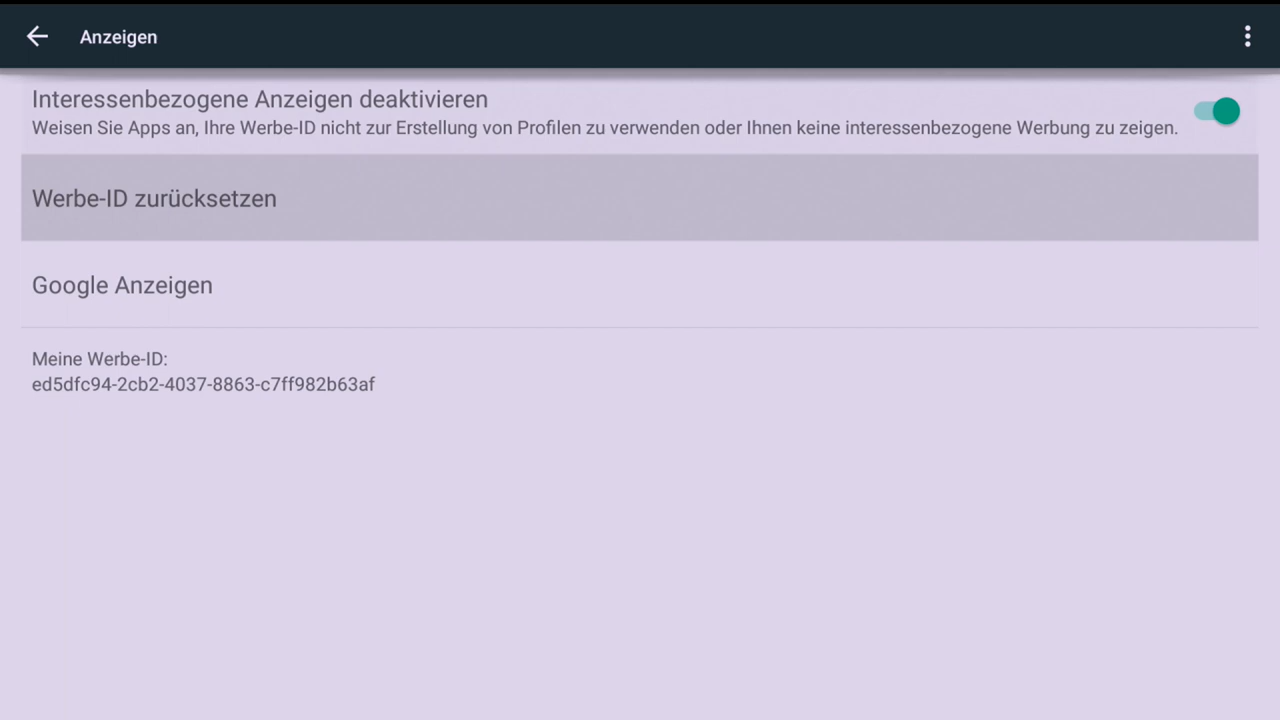 Anzeigen
Interessenbezogene Anzeigen deaktivieren
Weisen Sie Apps an, Ihre Werbe-ID nicht zur Erstellung von Profilen zu verwenden oder Ihnen keine interessenbezogene Werbung zu zeigen.
Werbe-ID zurücksetzen
Google Anzeigen
Meine Werbe-ID:
ed5dfc94-2cb2-4037-8863-c7ff982b63af